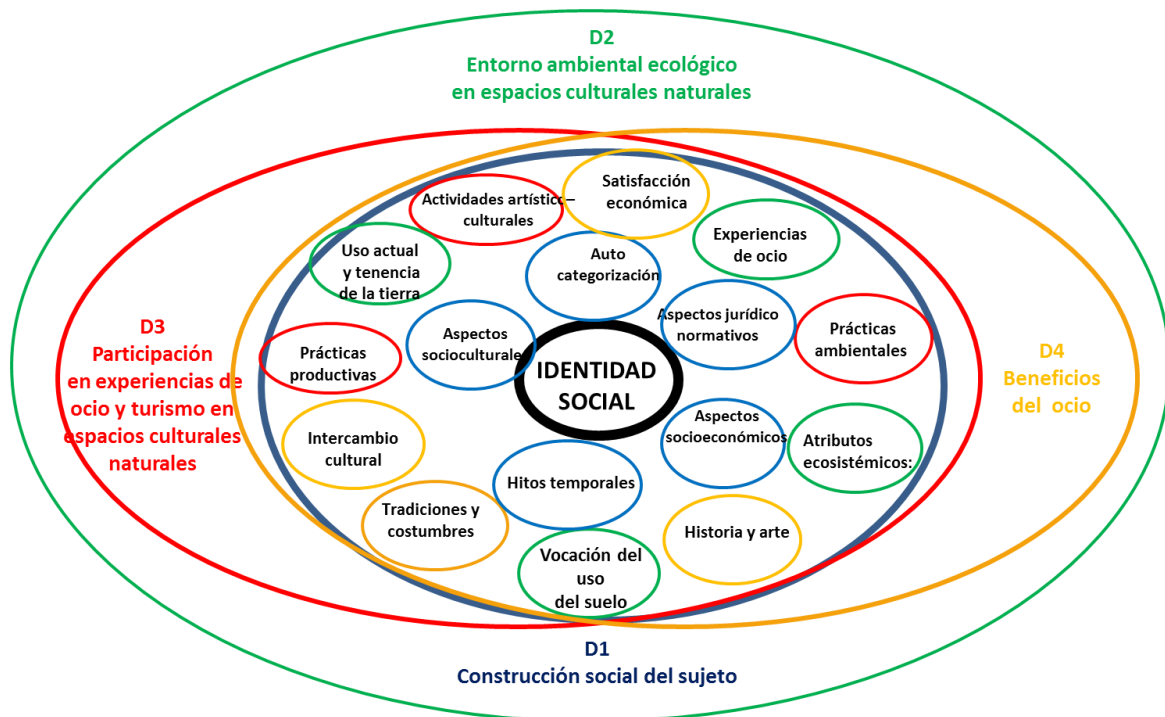 D2
Entorno ambiental ecológico
en espacios culturales naturales
Satisfacción
económica
Actividades artístico–
culturales
Experiencias
de ocio
Uso actual
y tenencia
de la tierra
Auto
categorización
Aspectos jurídico
normativos
Prácticas
ambientales
Aspectos
socioculturale
Prácticas
productivas
IDENTIDAD
SOCIAL
D3
Participación
en experiencias de
ocio y turismo en
espacios culturales
naturales
D4
Beneficios
del ocio
Intercambio
cultural
Aspectos
socioeconómicos
Atributos
ecosistémicos:
Hitos temporales
Tradiciones y
costumbres
Historia y arte
Vocación del
uso
del suelo
D1
Construcción social del sujeto